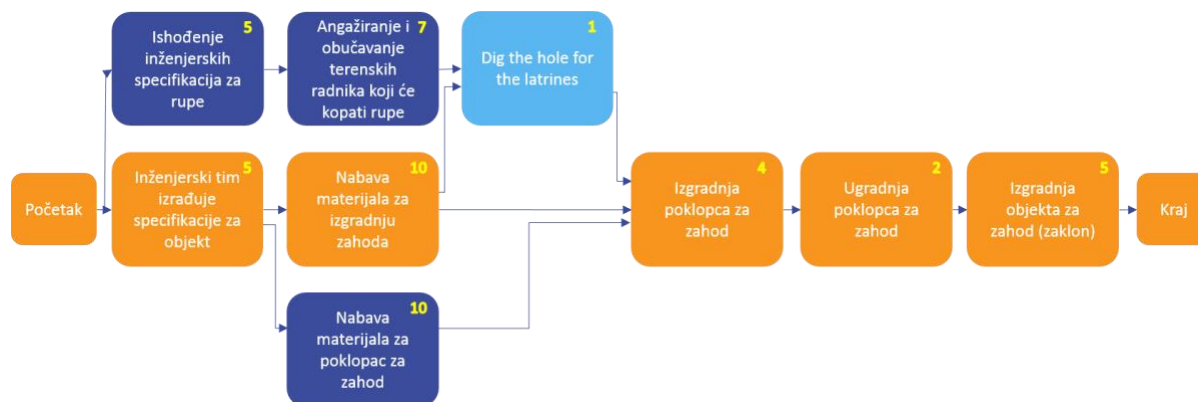 5
Ishođenje
inženjerskih
specifikacija za
rupe
7
Angažiranje i
obučavanje
terenskih
radnika koji će
kopati rupe
1
Dig the hole for
the latrines
Početak
5
Inženjerski tim
izrađuje
specifikacije za
objekt
10
Nabava
materijala za
izgradnju
zahoda
4
Izgradnja
poklopca za
zahod
2
Ugradnja
poklopca za
zahod
5
Izgradnja
objekta za
zahod (zaklon)
Kraj
10
Nabava
materijala za
poklopac za
zahod